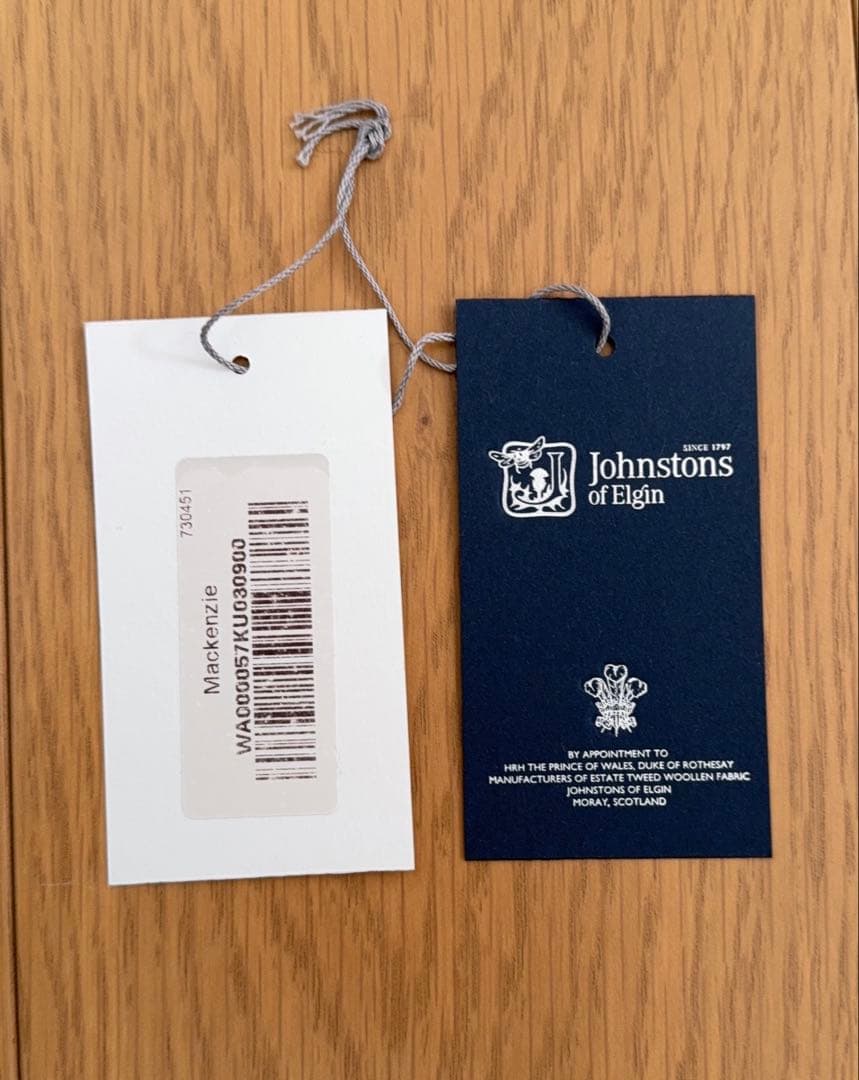 730451
Mackenzie
WA000057KU030900
SINCE 1797
Johnstons
of Elgin
BY APPOINTMENT TO
HRH THE PRINCE OF WALES, DUKE OF ROTHESAY
MANUFACTURERS OF ESTATE TWEED WOOLLEN FABRIC
JOHNSTONS OF ELGIN
MORAY, SCOTLAND